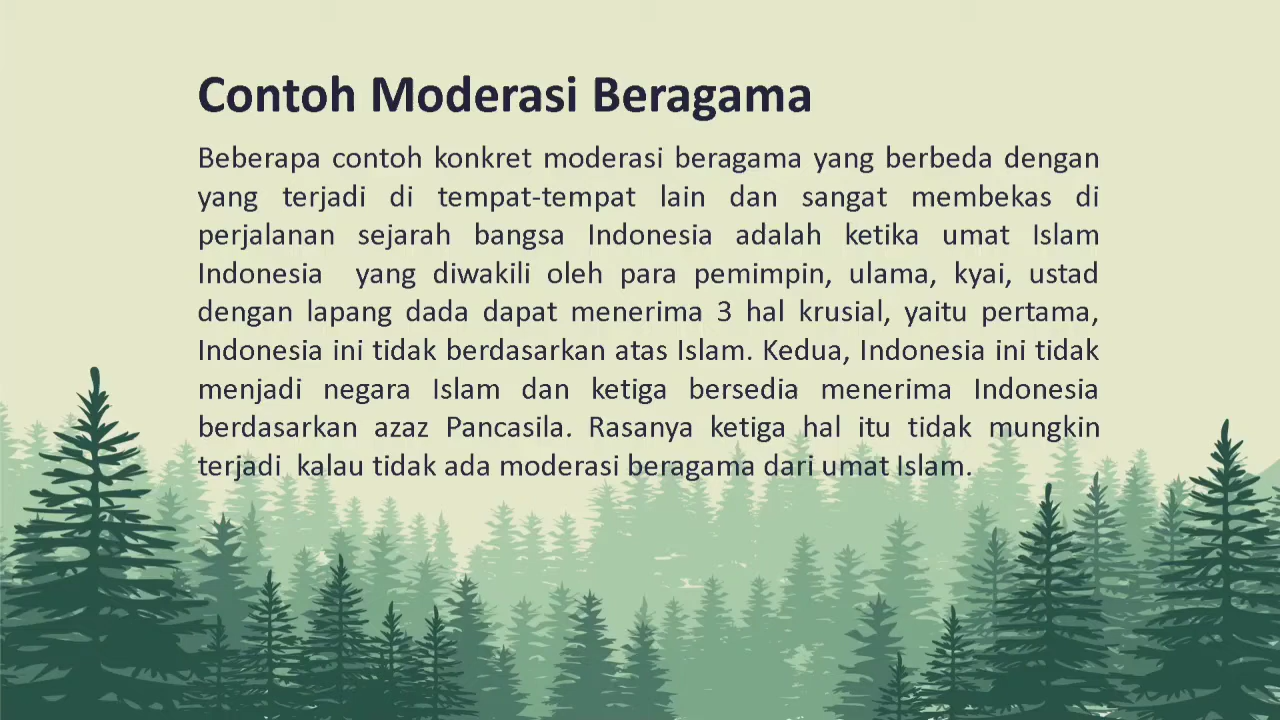 Contoh Moderasi Beragama
Beberapa contoh konkret moderasi beragama yang berbeda dengan
yang terjadi di tempat-tempat lain dan sangat membekas di
perjalanan sejarah bangsa Indonesia adalah ketika umat Islam
Indonesia yang diwakili oleh para pemimpin, ulama, kyai, ustad
dengan lapang dada dapat menerima 3 hal krusial, yaitu pertama,
Indonesia ini tidak berdasarkan atas Islam. Kedua, Indonesia ini tidak
menjadi negara Islam dan ketiga bersedia menerima Indonesia
berdasarkan azaz Pancasila. Rasanya ketiga hal itu tidak mungkin
terjadi kalau tidak ada moderasi beragama dari umat Islam.